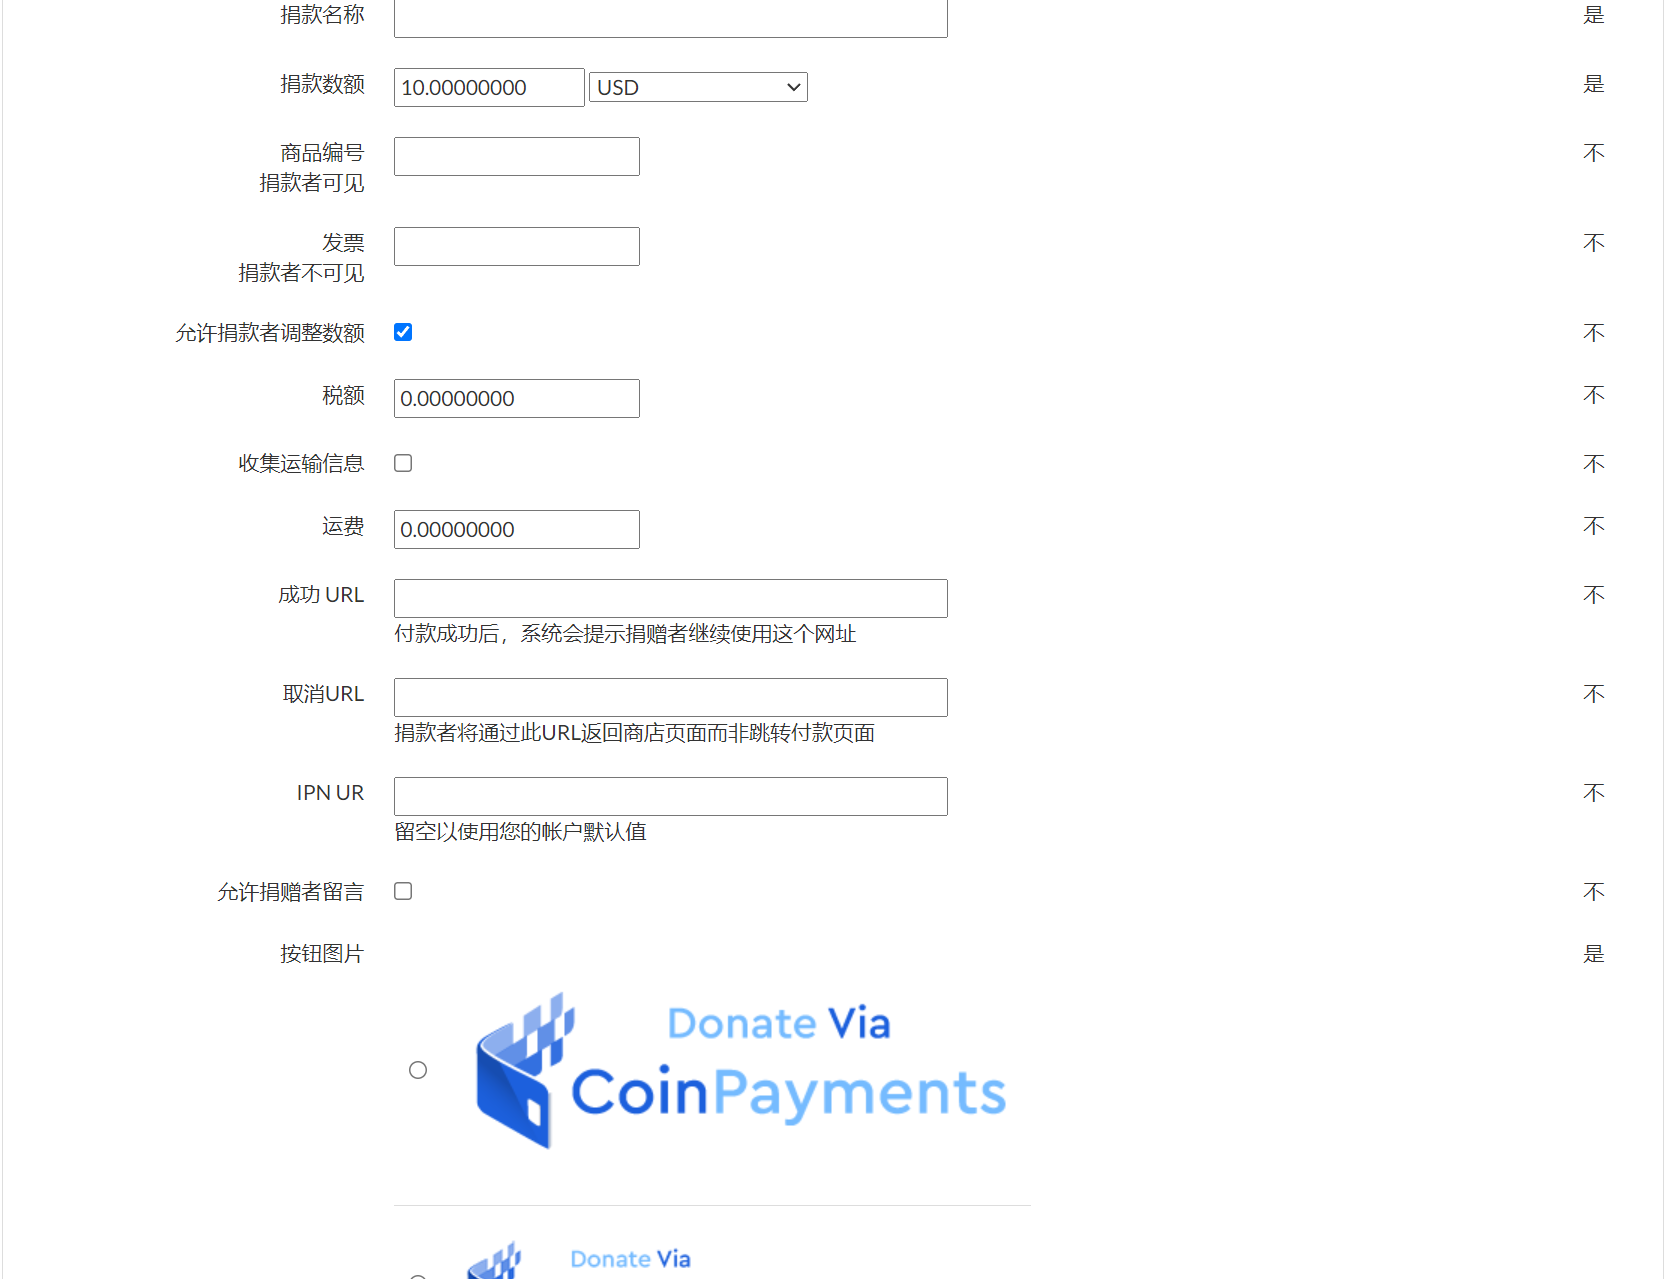 捐款名称 是
捐款数额 10.00000000 USD 是
商品编号 不
捐款者可见
发票 不
捐款者不可见
允许捐款者调整数额 不
税额 0.00000000 不
收集运输信息 不
运费 0.00000000 不
成功 URL 不
付款成功后，系统会提示捐赠者继续使用这个网址
取消URL 不
捐款者将通过此URL返回商店页面而非跳转付款页面
IPN UR 不
留空以使用您的帐户默认值
允许捐赠者留言 不
按钮图片 是
Donate Via
CoinPayments
Donate Via